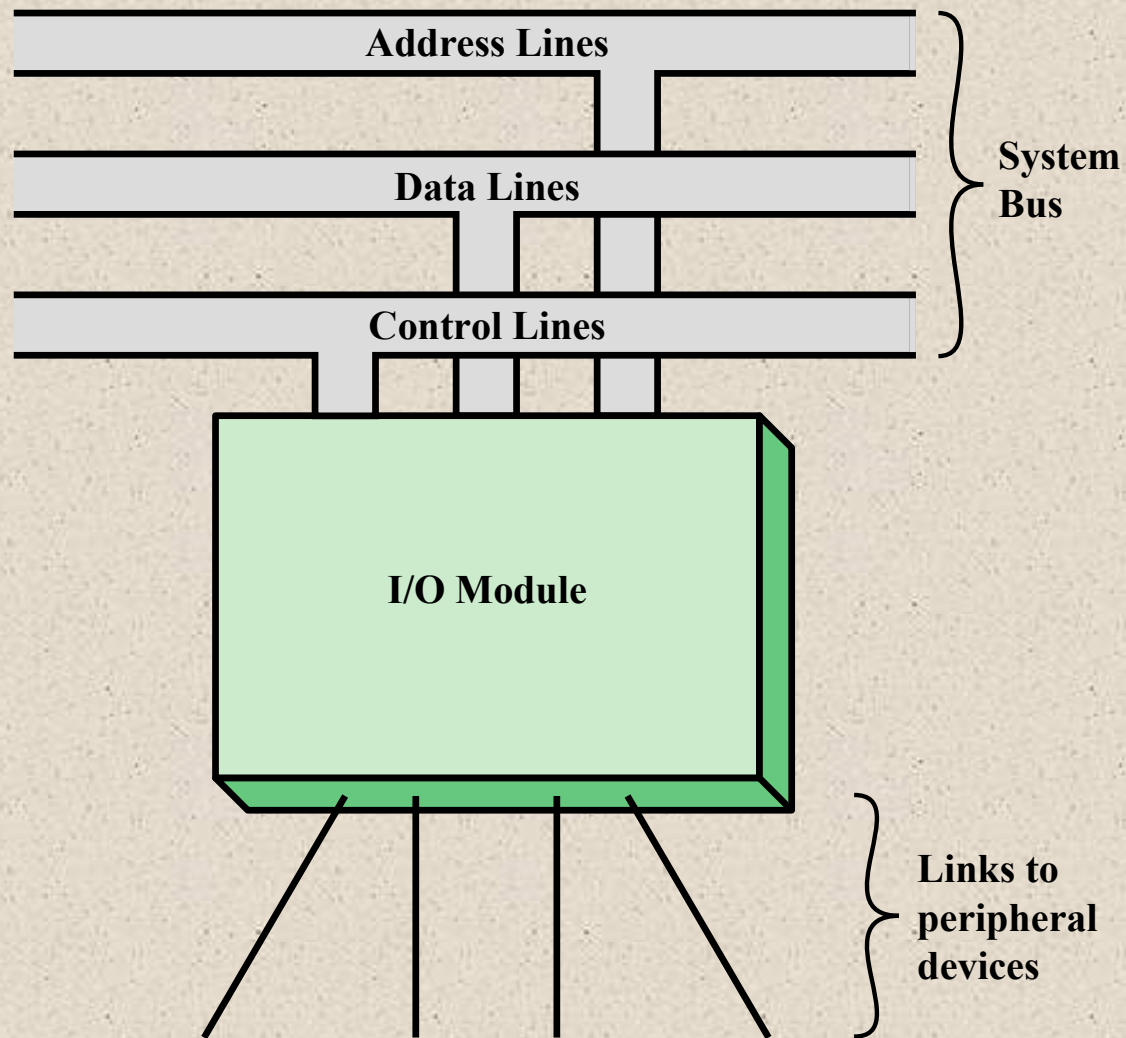 Address Lines
Data Lines
Control Lines
System
Bus
I/O Module
Links to
peripheral
devices